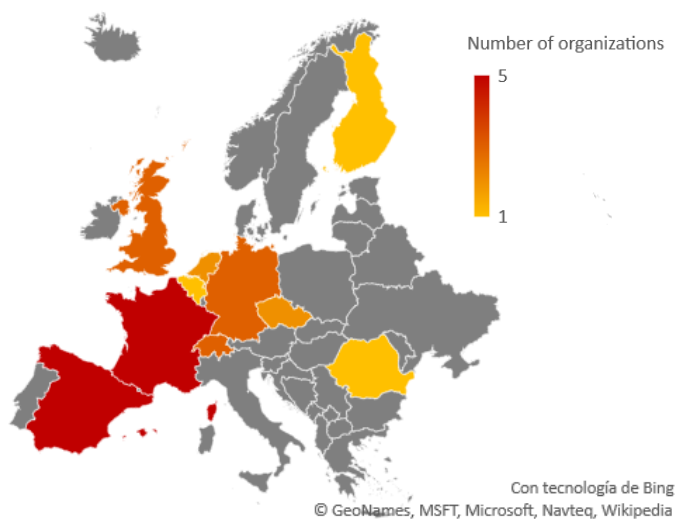 Number of organizations
5
1
Con tecnología de Bing
© GeoNames, MSFT, Microsoft, Navteq, Wikipedia